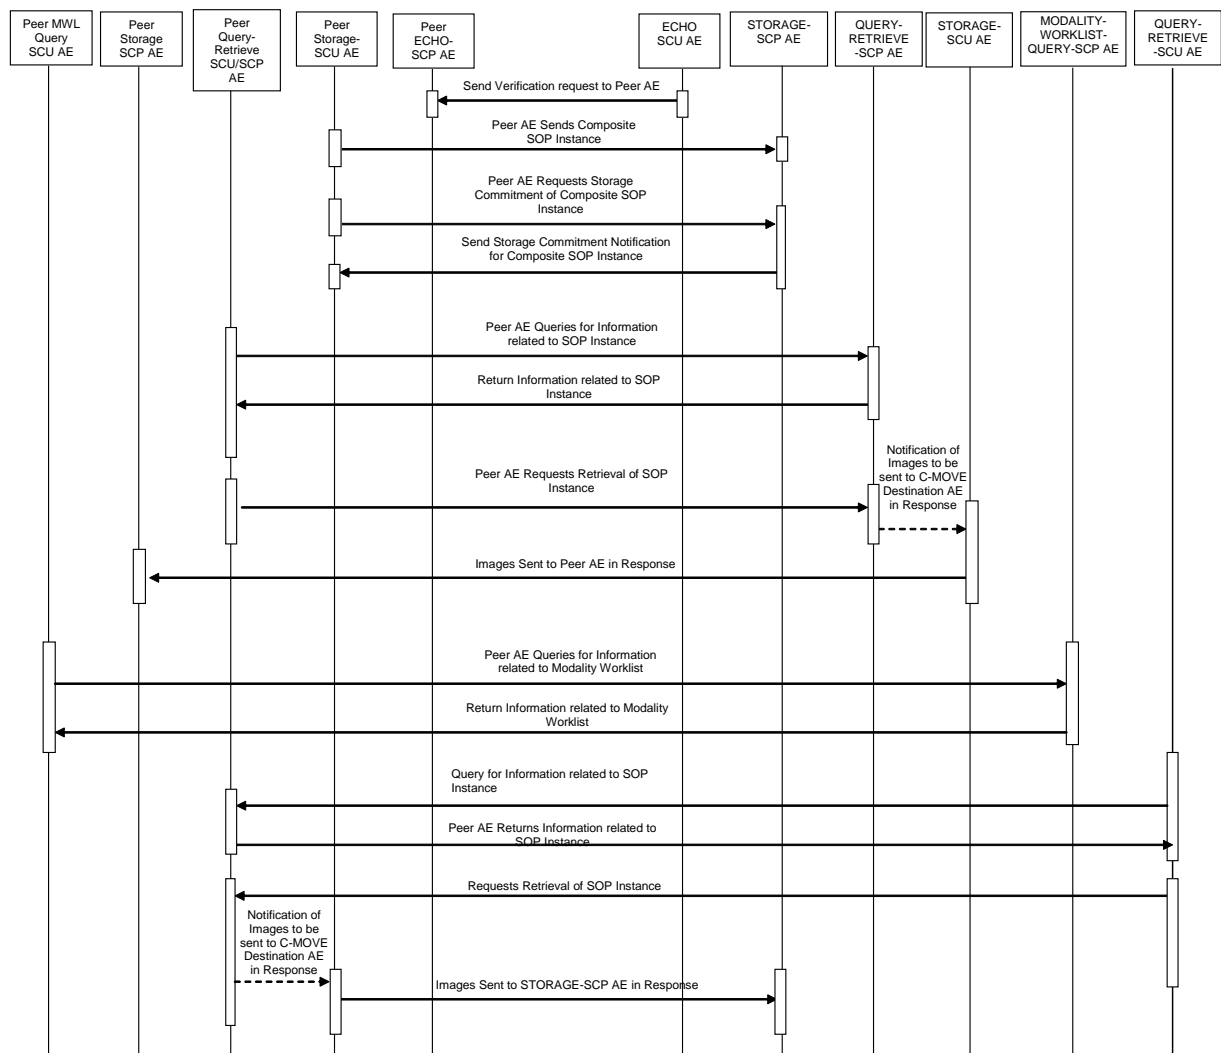 Peer MWL
Query
SCU AE
Peer
Storage
SCP AE
Peer
Query-
Retrieve
SCU/SCP
AE
Peer
Storage-
SCU AE
Peer
ECHO-
SCP AE
ECHO
SCU AE
STORAGE-
SCP AE
QUERY-
RETRIEVE
-SCP AE
STORAGE-
SCU AE
MODALITY-
WORKLIST-
QUERY-SCP AE
QUERY-
RETRIEVE
-SCU AE
Send Verification request to Peer AE
Peer AE Sends Composite
SOP Instance
Peer AE Requests Storage
Commitment of Composite SOP
Instance
Send Storage Commitment Notification
for Composite SOP Instance
Peer AE Queries for Information
related to SOP Instance
Return Information related to SOP
Instance
Peer AE Requests Retrieval of SOP
Instance
Notification of
Images to be
sent to C-MOVE
Destination AE
in Response
Images Sent to Peer AE in Response
Peer AE Queries for Information
related to Modality Worklist
Return Information related to Modality
Worklist
Query for Information related to SOP
Instance
Peer AE Returns Information related to
SOP Instance
Requests Retrieval of SOP Instance
Notification of
Images to be
sent to C-MOVE
Destination AE
in Response
Images Sent to STORAGE-SCP AE in Response